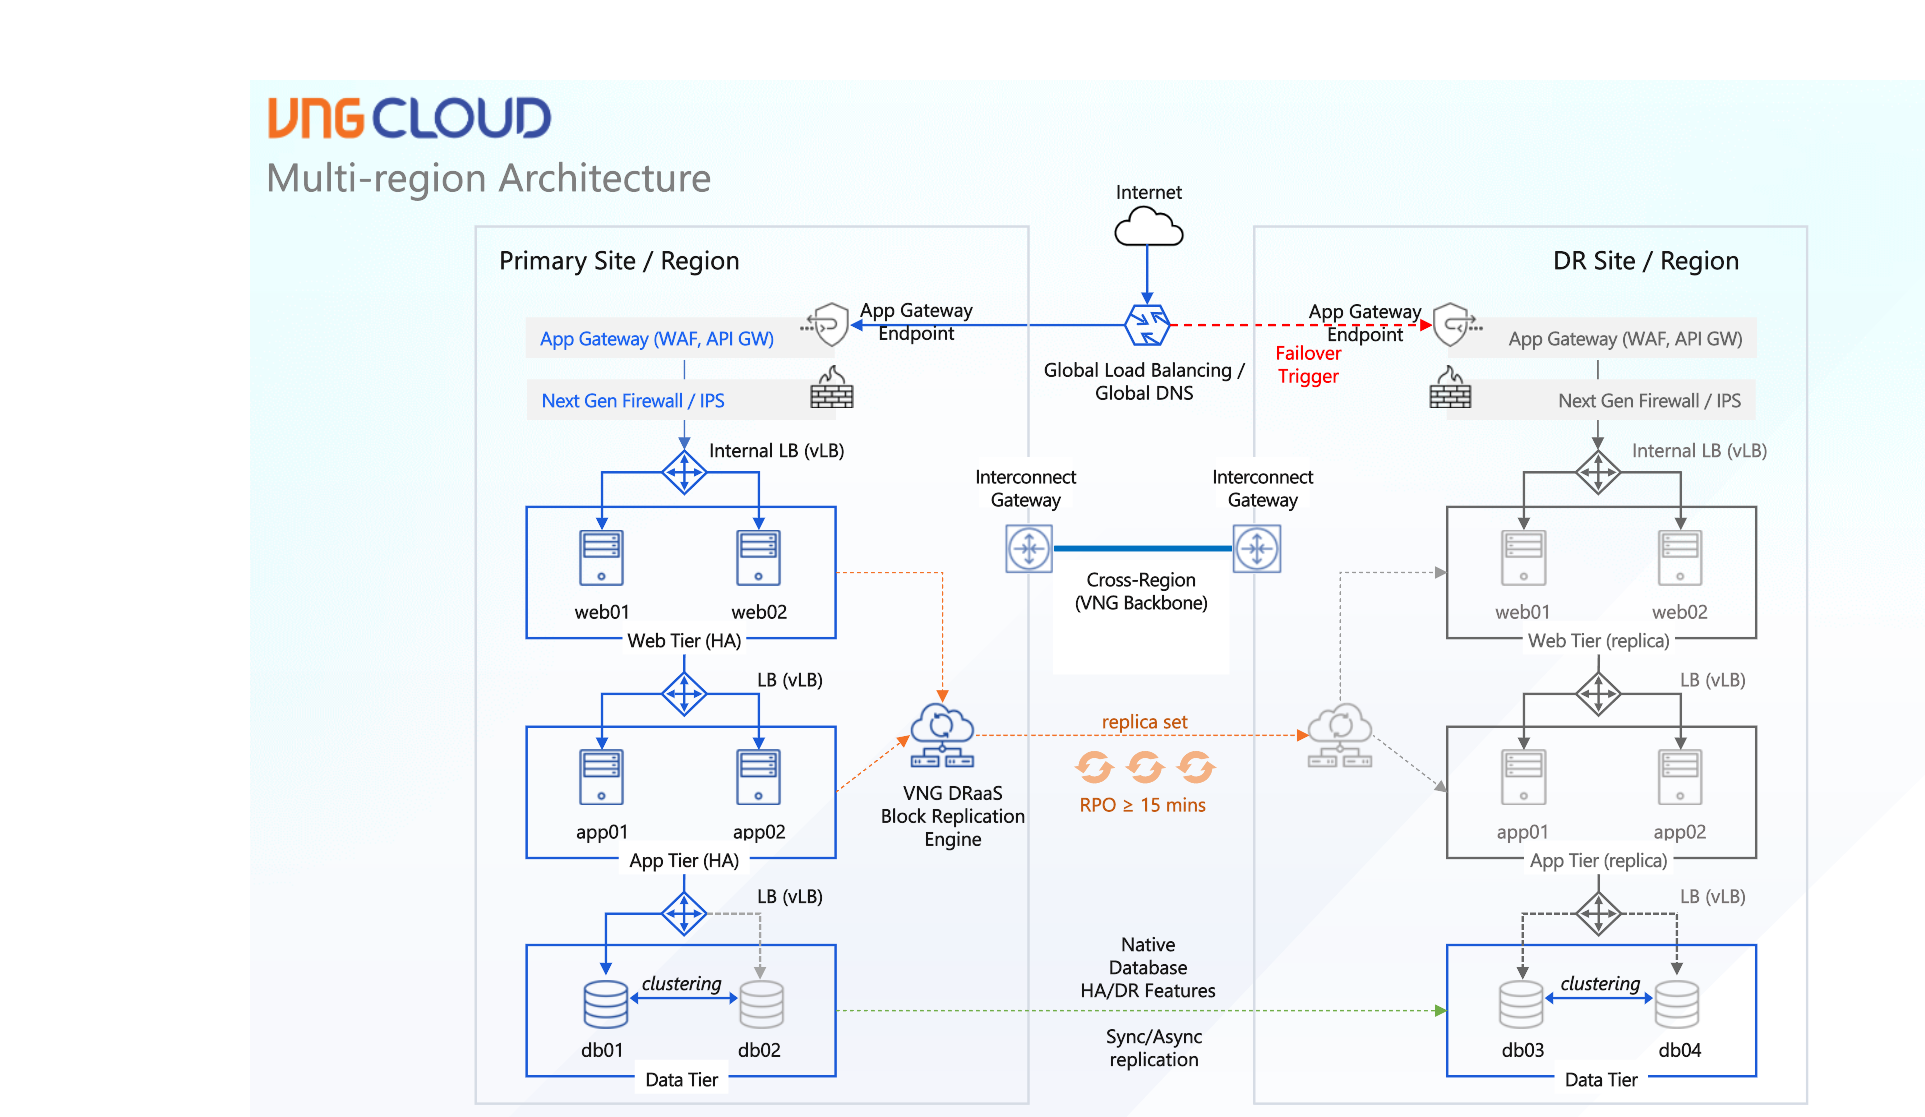 VNG CLOUD
Multi-region Architecture
Internet
Primary Site / Region
DR Site / Region
App Gateway (WAF, API GW)
App Gateway
Endpoint
App Gateway
Endpoint
App Gateway (WAF, API GW)
Failover
Trigger
Global Load Balancing /
Global DNS
Next Gen Firewall / IPS
Next Gen Firewall / IPS
Internal LB (vLB)
Internal LB (vLB)
Interconnect
Gateway
Interconnect
Gateway
Cross-Region
(VNG Backbone)
web01
web02
Web Tier (HA)
web01
web02
Web Tier (replica)
LB (vLB)
LB (vLB)
replica set
RPO ≥ 15 mins
VNG DRaaS
Block Replication
Engine
app01
app02
App Tier (HA)
app01
app02
App Tier (replica)
LB (vLB)
LB (vLB)
Native
Database
HA/DR Features
Sync/Async
replication
clustering
db01
db02
Data Tier
clustering
db03
db04
Data Tier